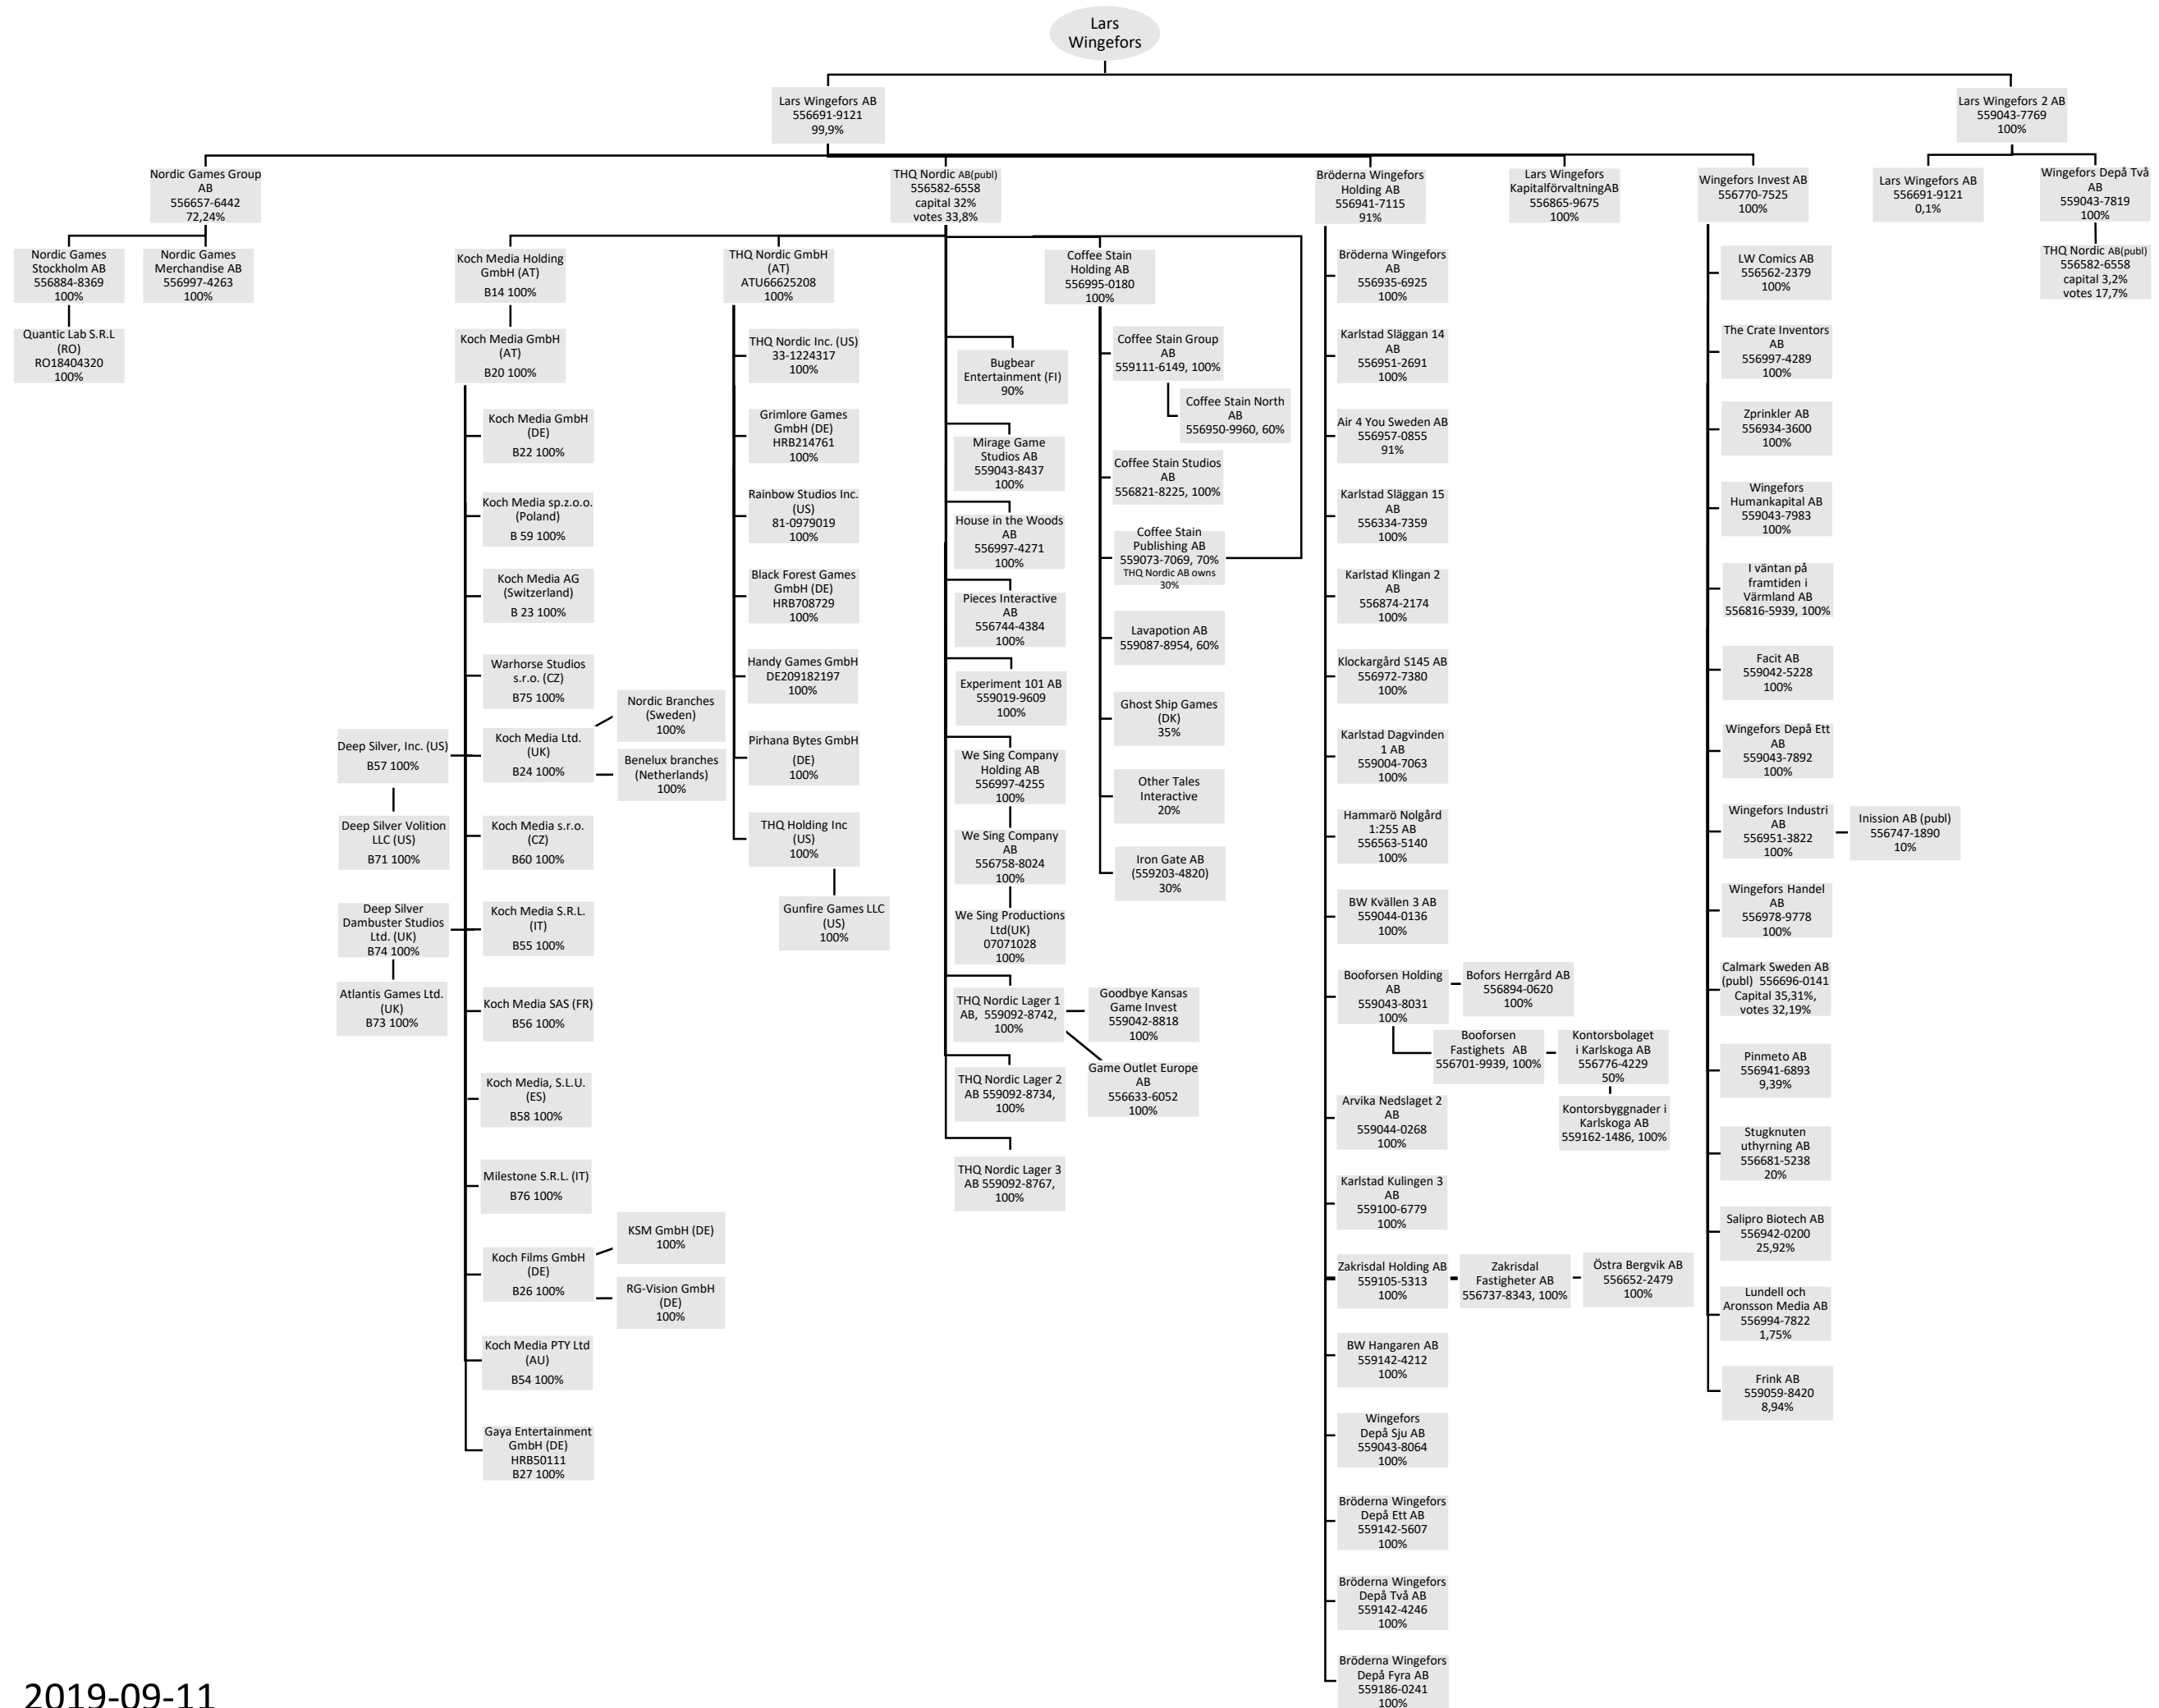 Lars
Wingefors
Lars Wingefors AB
556691-9121
99,9%
Lars Wingefors 2 AB
559043-7769
100%
Nordic Games Group
AB
556657-6442
72,24%
THQ Nordic AB(publ)
556582-6558
capital 32%
votes 33,8%
Bröderna Wingefors
Holding AB
556941-7115
91%
Lars Wingefors
KapitalförvaltningAB
556865-9675
100%
Wingefors Invest AB
556770-7525
100%
Lars Wingefors AB
556691-9121
0,1%
Wingefors Depå Två
AB
559043-7819
100%
THQ Nordic AB(publ)
556582-6558
capital 3,2%
votes 17,7%
Nordic Games
Stockholm AB
556884-8369
100%
Nordic Games
Merchandise AB
556997-4263
100%
Quantic Lab S.R.L
(RO)
RO18404320
100%
Koch Media Holding
GmbH (AT)
B14 100%
Koch Media GmbH
(AT)
B20 100%
Koch Media GmbH
(DE)
B22 100%
Koch Media sp.z.o.o.
(Poland)
B 59 100%
Koch Media AG
(Switzerland)
B 23 100%
Warhorse Studios
s.r.o. (CZ)
B75 100%
Koch Media Ltd.
(UK)
B24 100%
Nordic Branches
(Sweden)
100%
Benelux branches
(Netherlands)
100%
Deep Silver, Inc. (US)
B57 100%
Deep Silver Volition
LLC (US)
B71 100%
Koch Media s.r.o.
(CZ)
B60 100%
Deep Silver
Dambuster Studios
Ltd. (UK)
B74 100%
Atlantis Games Ltd.
(UK)
B73 100%
Koch Media S.R.L.
(IT)
B55 100%
Koch Media SAS (FR)
B56 100%
Koch Media, S.L.U.
(ES)
B58 100%
Milestone S.R.L. (IT)
B76 100%
Koch Films GmbH
(DE)
B26 100%
KSM GmbH (DE)
100%
RG-Vision GmbH
(DE)
100%
Koch Media PTY Ltd
(AU)
B54 100%
Gaya Entertainment
GmbH (DE)
HRB50111
B27 100%
THQ Nordic GmbH
(AT)
ATU66625208
100%
THQ Nordic Inc. (US)
33-1224317
100%
Grimlore Games
GmbH (DE)
HRB214761
100%
Rainbow Studios Inc.
(US)
81-0979019
100%
Black Forest Games
GmbH (DE)
HRB708729
100%
Handy Games GmbH
DE209182197
100%
Pirhana Bytes GmbH
(DE)
100%
THQ Holding Inc
(US)
100%
Gunfire Games LLC
(US)
100%
Bugbear
Entertainment (FI)
90%
Mirage Game
Studios AB
559043-8437
100%
House in the Woods
AB
556997-4271
100%
Pieces Interactive
AB
556744-4384
100%
Experiment 101 AB
559019-9609
100%
We Sing Company
Holding AB
556997-4255
100%
We Sing Company
AB
556758-8024
100%
We Sing Productions
Ltd(UK)
07071028
100%
THQ Nordic Lager 1
AB, 559092-8742,
100%
Goodbye Kansas
Game Invest
559042-8818
100%
Game Outlet Europe
AB
556633-6052
100%
THQ Nordic Lager 2
AB 559092-8734,
100%
THQ Nordic Lager 3
AB 559092-8767,
100%
Coffee Stain
Holding AB
556995-0180
100%
Coffee Stain Group
AB
559111-6149, 100%
Coffee Stain North
AB
556950-9960, 60%
Coffee Stain Studios
AB
556821-8225, 100%
Coffee Stain
Publishing AB
559073-7069, 70%
THQ Nordic AB owns
30%
Lavapotion AB
559087-8954, 60%
Ghost Ship Games
(DK)
35%
Other Tales
Interactive
20%
Iron Gate AB
(559203-4820)
30%
Bröderna Wingefors
AB
556935-6925
100%
Karlstad Släggan 14
AB
556951-2691
100%
Air 4 You Sweden AB
556957-0855
91%
Karlstad Släggan 15
AB
556334-7359
100%
Karlstad Klingan 2
AB
556874-2174
100%
Klockargård S145 AB
556972-7380
100%
Karlstad Dagvinden
1 AB
559004-7063
100%
Hammarö Nolgård
1:255 AB
556563-5140
100%
BW Kvällen 3 AB
559044-0136
100%
Booforsen Holding
AB
559043-8031
100%
Bofors Herrgård AB
556894-0620
100%
Booforsen
Fastighets AB
556701-9939, 100%
Kontorsbolaget
i Karlskoga AB
556776-4229
50%
Kontorsbyggnader i
Karlskoga AB
559162-1486, 100%
Arvika Nedslaget 2
AB
559044-0268
100%
Karlstad Kulingen 3
AB
559100-6779
100%
Zakrisdal Holding AB
559105-5313
100%
Zakrisdal
Fastigheter AB
556737-8343, 100%
Östra Bergvik AB
556652-2479
100%
BW Hangaren AB
559142-4212
100%
Wingefors
Depå Sju AB
559043-8064
100%
Bröderna Wingefors
Depå Ett AB
559142-5607
100%
Bröderna Wingefors
Depå Två AB
559142-4246
100%
Bröderna Wingefors
Depå Fyra AB
559186-0241
100%
LW Comics AB
556562-2379
100%
The Crate Inventors
AB
556997-4289
100%
Zprinkler AB
556934-3600
100%
Wingefors
Humankapital AB
559043-7983
100%
I väntan på
framtiden i
Värmland AB
556816-5939, 100%
Facit AB
559042-5228
100%
Wingefors Depå Ett
AB
559043-7892
100%
Wingefors Industri
AB
556951-3822
100%
Inission AB (publ)
556747-1890
10%
Wingefors Handel
AB
556978-9778
100%
Calmark Sweden AB
(publ) 556696-0141
Capital 35,31%,
votes 32,19%
Pinmeto AB
556941-6893
9,39%
Stugknuten
uthyrning AB
556681-5238
20%
Salipro Biotech AB
556942-0200
25,92%
Lundell och
Aronsson Media AB
556994-7822
1,75%
Frink AB
559059-8420
8,94%
2019-09-11